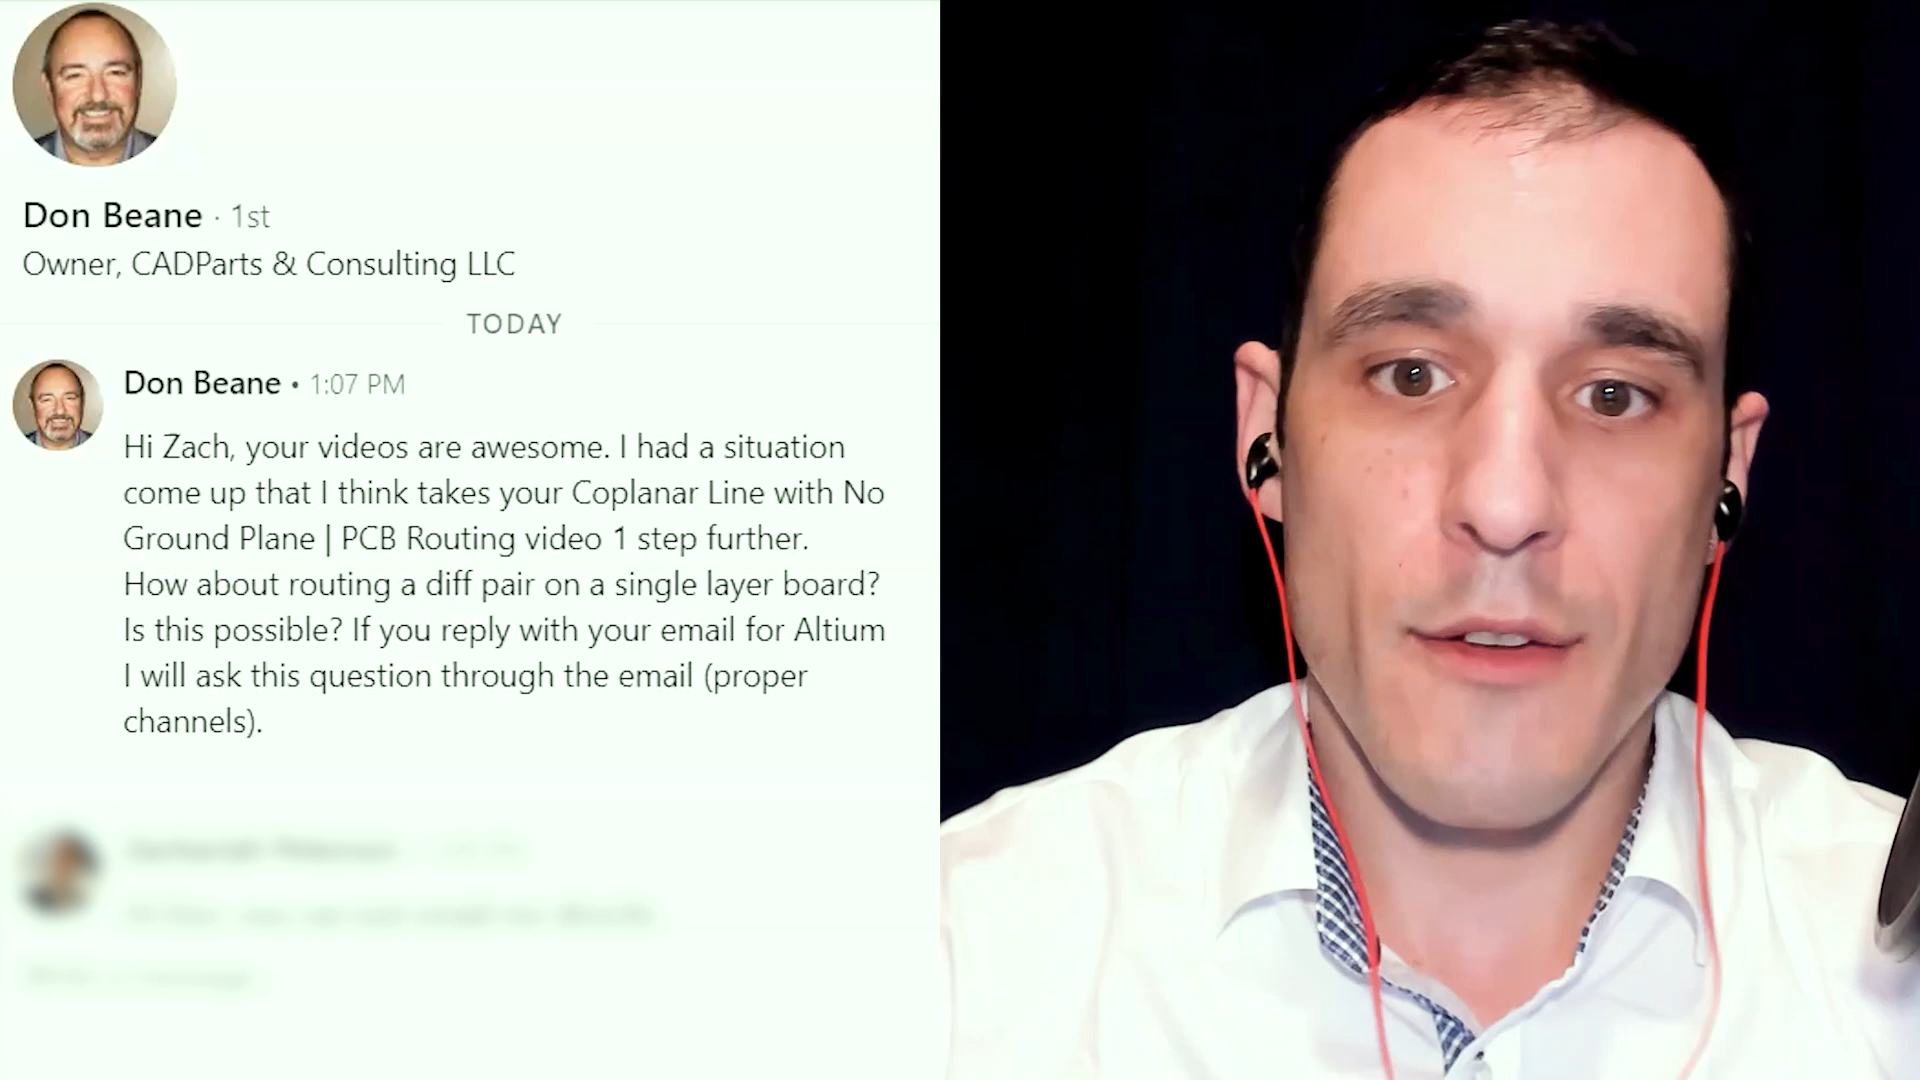 Don Beane · 1st
Owner, CADParts & Consulting LLC
TODAY
Don Beane • 1:07 PM
Hi Zach, your videos are awesome. I had a situation
come up that I think takes your Coplanar Line with No
Ground Plane | PCB Routing video 1 step further.
How about routing a diff pair on a single layer board?
Is this possible? If you reply with your email for Altium
I will ask this question through the email (proper
channels).